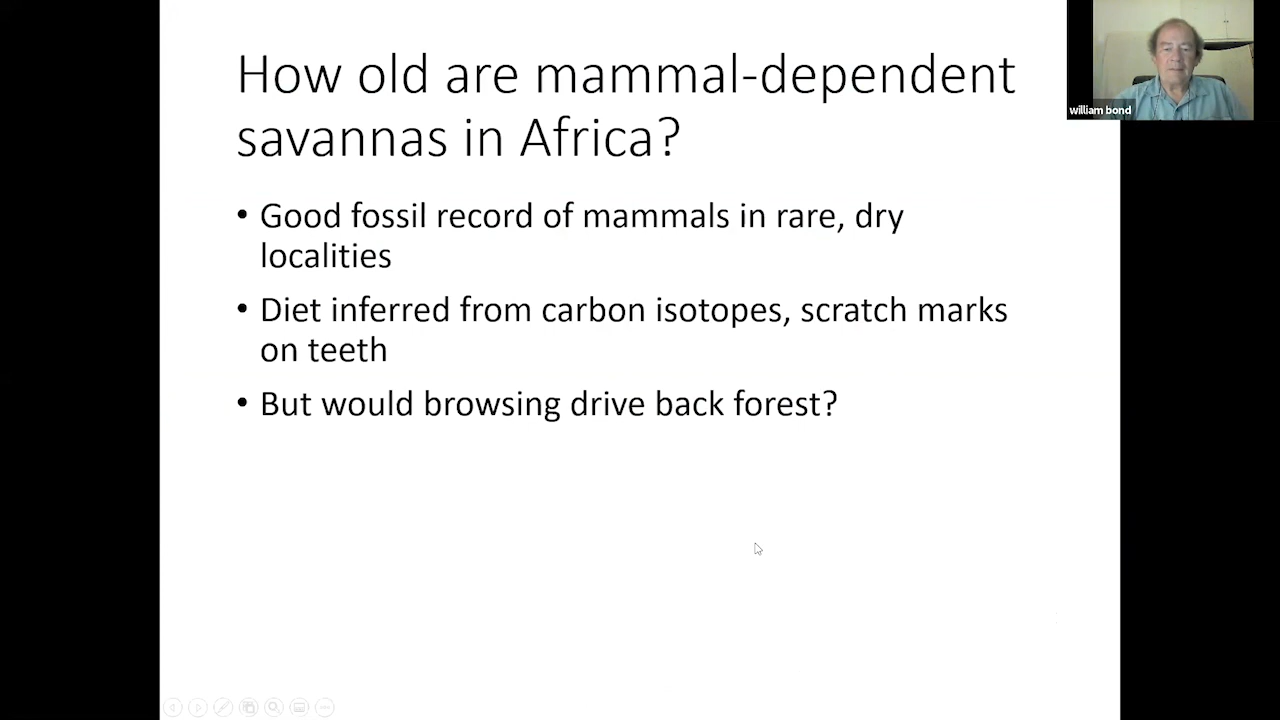 How old are mammal-dependent
savannas in Africa?
• Good fossil record of mammals in rare, dry
localities
• Diet inferred from carbon isotopes, scratch marks
on teeth
• But would browsing drive back forest?
william bond